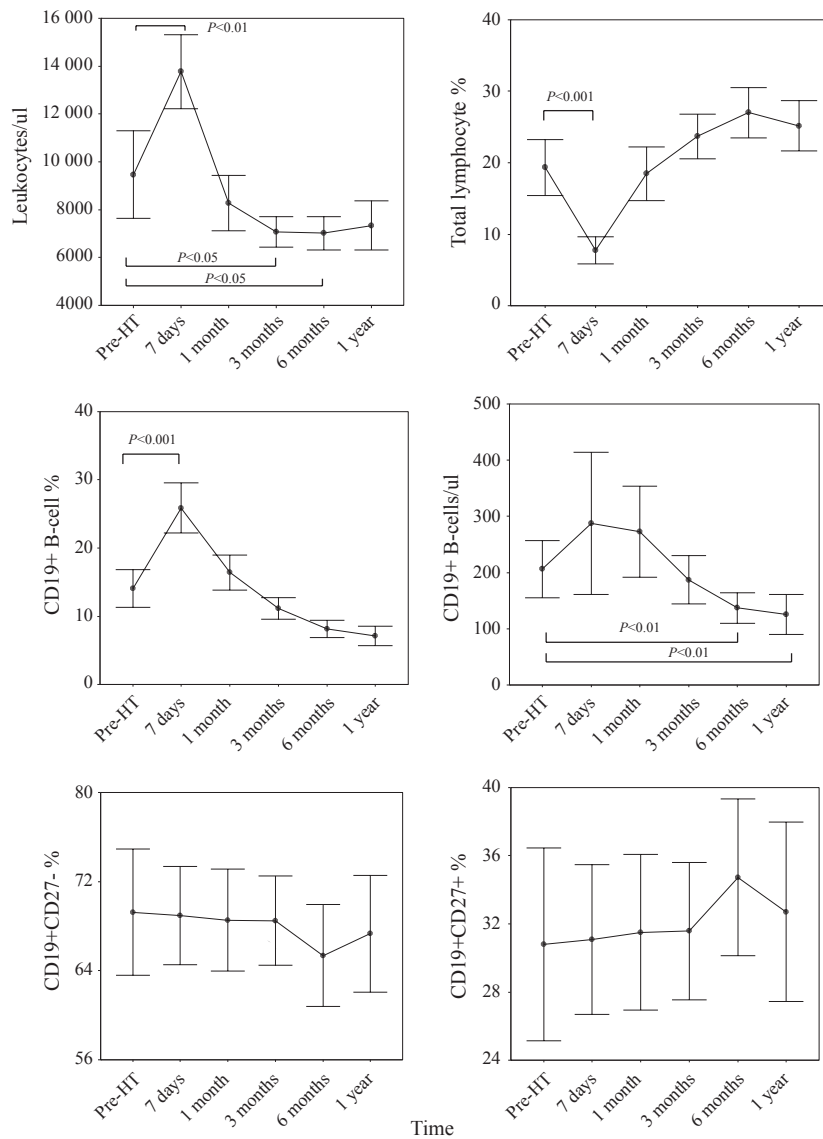 16 000
14 000
12 000
10 000
8000
6000
4000
Leukocytes/ul
P<0.01
P<0.05
P<0.05
Pre-HT
7 days
1 month
3 months
6 months
1 year
40
30
20
10
0
Total lymphocyte %
P<0.001
Pre-HT
7 days
1 month
3 months
6 months
1 year
40
30
20
10
0
CD19+ B-cell %
P<0.001
Pre-HT
7 days
1 month
3 months
6 months
1 year
500
400
300
200
100
0
CD19+ B-cells/ul
P<0.01
P<0.01
Pre-HT
7 days
1 month
3 months
6 months
1 year
80
72
64
56
CD19+CD27- %
Pre-HT
7 days
1 month
3 months
6 months
1 year
40
36
32
28
24
CD19+CD27+ %
Pre-HT
7 days
1 month
3 months
6 months
1 year
Time